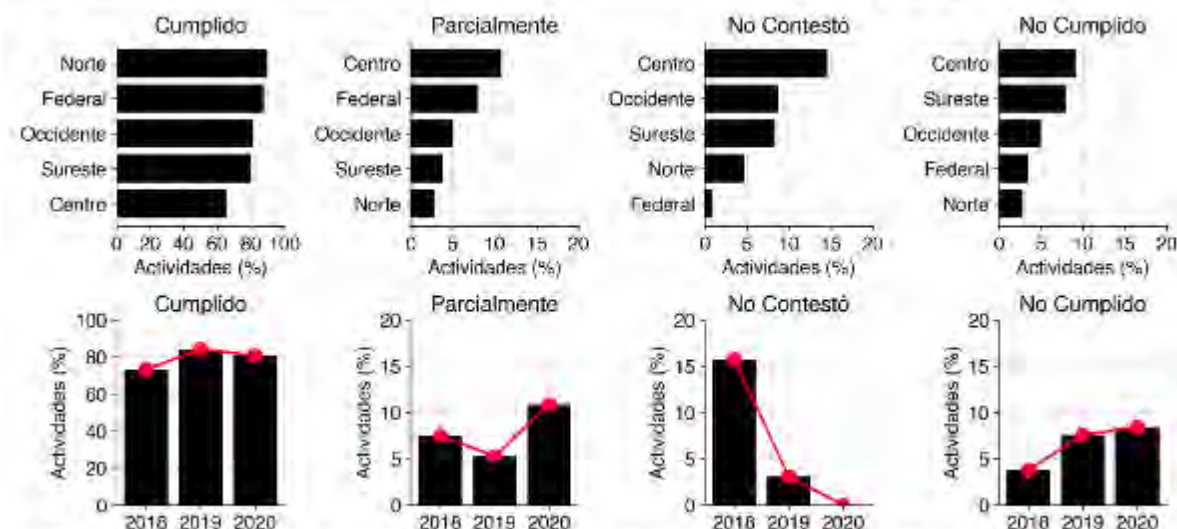 Cumplido
Norte
Federal
Occidente
Sureste
Centro
0 20 40 60 80 100
Actividades (%)
Parcialmente
Centro
Federal
Occidente
Sureste
Norte
0 5 10 15 20
Actividades (%)
No Contestó
Centro
Occidente
Sureste
Norte
Federal
0 5 10 15 20
Actividades (%)
No Cumplido
Centro
Sureste
Occidente
Federal
Norte
0 5 10 15 20
Actividades (%)
Cumplido
Actividades (%)
100
80
60
40
20
0
2018 2019 2020
Parcialmente
Actividades (%)
20
15
10
5
0
2018 2019 2020
No Contestó
Actividades (%)
20
15
10
5
0
2018 2019 2020
No Cumplido
Actividades (%)
20
15
10
5
0
2018 2019 2020